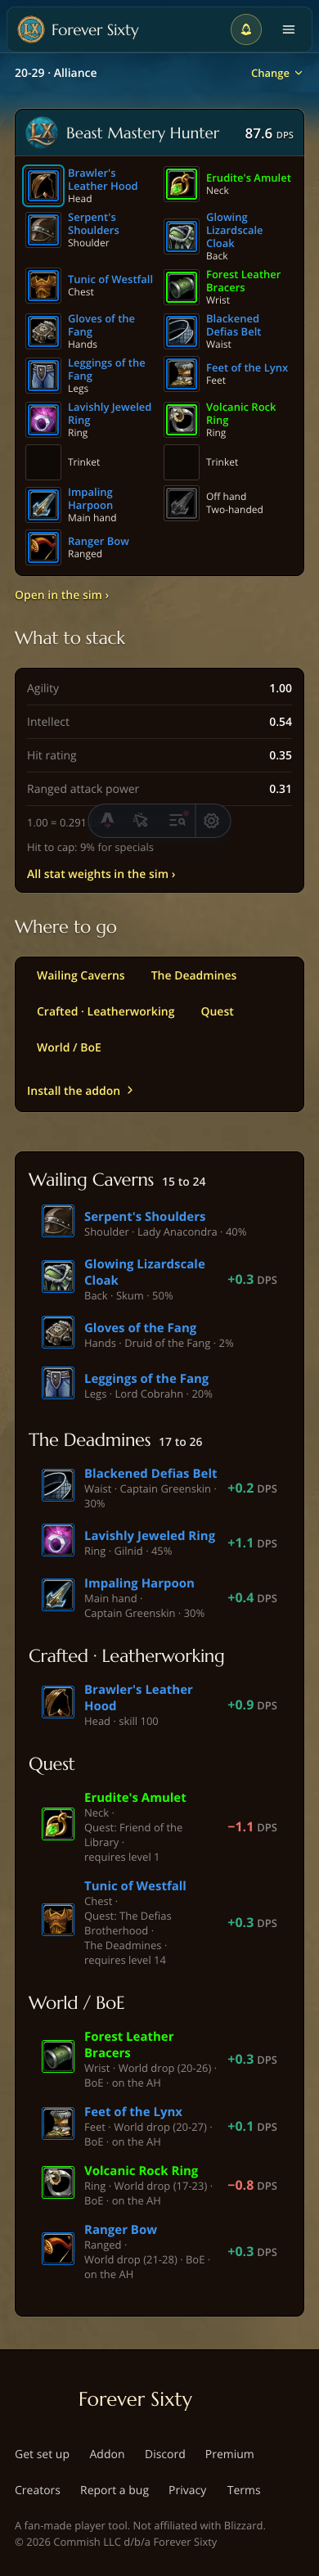 Forever Sixty
20-29 · Alliance
Change
Beast Mastery Hunter
87.6 DPS
Brawler's
Leather Hood
Head
Erudite's Amulet
Neck
Serpent's
Shoulders
Shoulder
Glowing
Lizardscale
Cloak
Back
Tunic of Westfall
Chest
Forest Leather
Bracers
Wrist
Gloves of the
Fang
Hands
Blackened
Defias Belt
Waist
Leggings of the
Fang
Legs
Feet of the Lynx
Feet
Lavishly Jeweled
Ring
Ring
Volcanic Rock
Ring
Ring
Trinket
Trinket
Impaling
Harpoon
Main hand
Off hand
Two-handed
Ranger Bow
Ranged
Open in the sim ›
What to stack
Agility 1.00
Intellect 0.54
Hit rating 0.35
Ranged attack power 0.31
1.00 = 0.291
Hit to cap: 9% for specials
All stat weights in the sim ›
Where to go
Wailing Caverns The Deadmines
Crafted · Leatherworking Quest
World / BoE
Install the addon ›
Wailing Caverns 15 to 24
Serpent's Shoulders
Shoulder · Lady Anacondra · 40%
Glowing Lizardscale
Cloak
Back · Skum · 50%
+0.3 DPS
Gloves of the Fang
Hands · Druid of the Fang · 2%
Leggings of the Fang
Legs · Lord Cobrahn · 20%
The Deadmines 17 to 26
Blackened Defias Belt
Waist · Captain Greenskin ·
30%
+0.2 DPS
Lavishly Jeweled Ring
Ring · Gilnid · 45%
+1.1 DPS
Impaling Harpoon
Main hand ·
Captain Greenskin · 30%
+0.4 DPS
Crafted · Leatherworking
Brawler's Leather
Hood
Head · skill 100
+0.9 DPS
Quest
Erudite's Amulet
Neck ·
Quest: Friend of the
Library ·
requires level 1
−1.1 DPS
Tunic of Westfall
Chest ·
Quest: The Defias
Brotherhood ·
The Deadmines ·
requires level 14
+0.3 DPS
World / BoE
Forest Leather
Bracers
Wrist · World drop (20-26) ·
BoE · on the AH
+0.3 DPS
Feet of the Lynx
Feet · World drop (20-27) ·
BoE · on the AH
+0.1 DPS
Volcanic Rock Ring
Ring · World drop (17-23) ·
BoE · on the AH
−0.8 DPS
Ranger Bow
Ranged ·
World drop (21-28) · BoE ·
on the AH
+0.3 DPS
Forever Sixty
Get set up Addon Discord Premium
Creators Report a bug Privacy Terms
A fan-made player tool. Not affiliated with Blizzard.
© 2026 Commish LLC d/b/a Forever Sixty